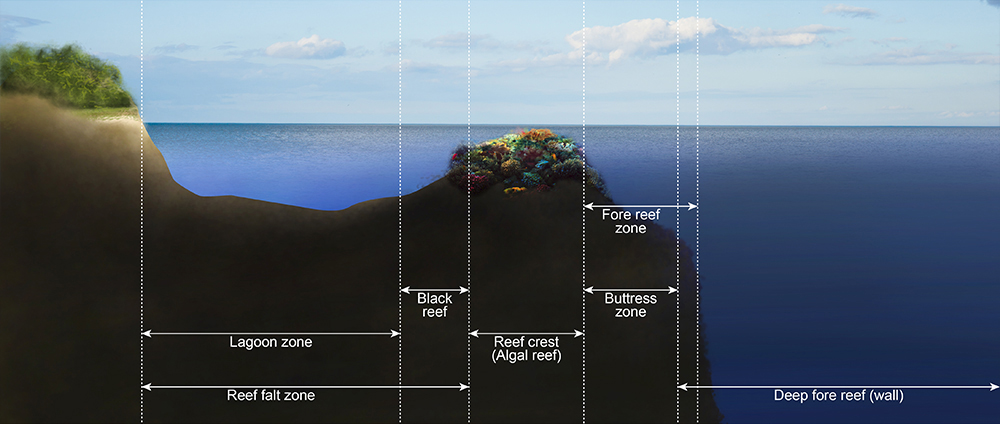 Fore reef
zone
Black
reef
Buttress
zone
Lagoon zone
Reef crest
(Algal reef)
Reef falt zone
Deep fore reef (wall)